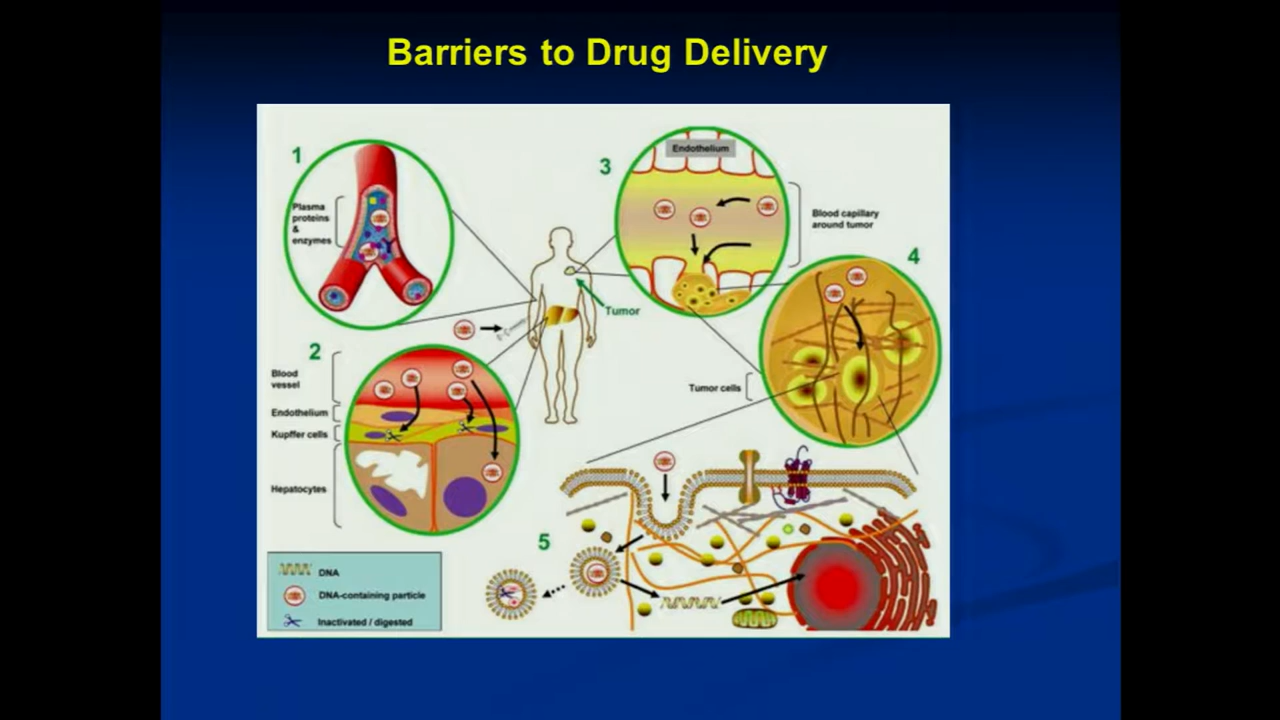 Barriers to Drug Delivery
1
Plasma
proteins
&
enzymes
3
Endothelium
Blood capillary
around tumor
4
Tumor
2
Blood
vessel
Endothelium
Kupffer cells
Hepatocytes
Tumor cells
5
DNA
DNA-containing particle
Inactivated / digested